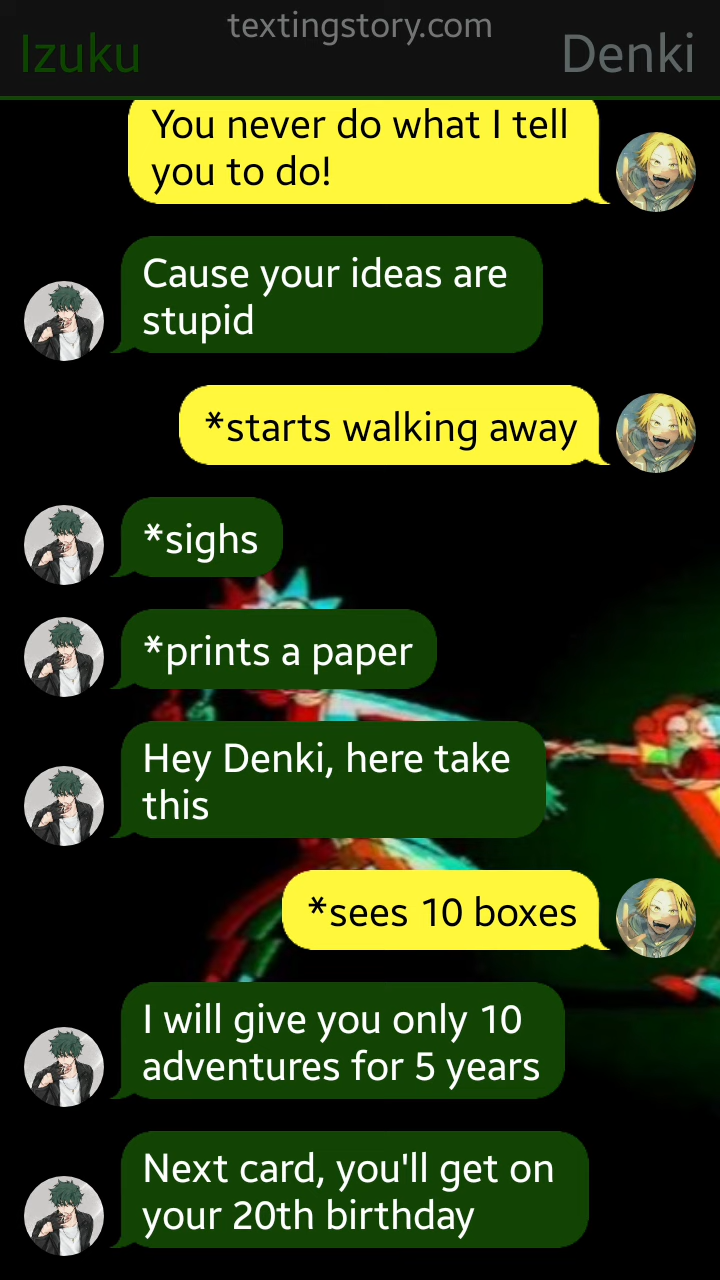 textingstory.com
Izuku
Denki
You never do what I tell
you to do!
Cause your ideas are
stupid
*starts walking away
*sighs
*prints a paper
Hey Denki, here take
this
*sees 10 boxes
I will give you only 10
adventures for 5 years
Next card, you'll get on
your 20th birthday